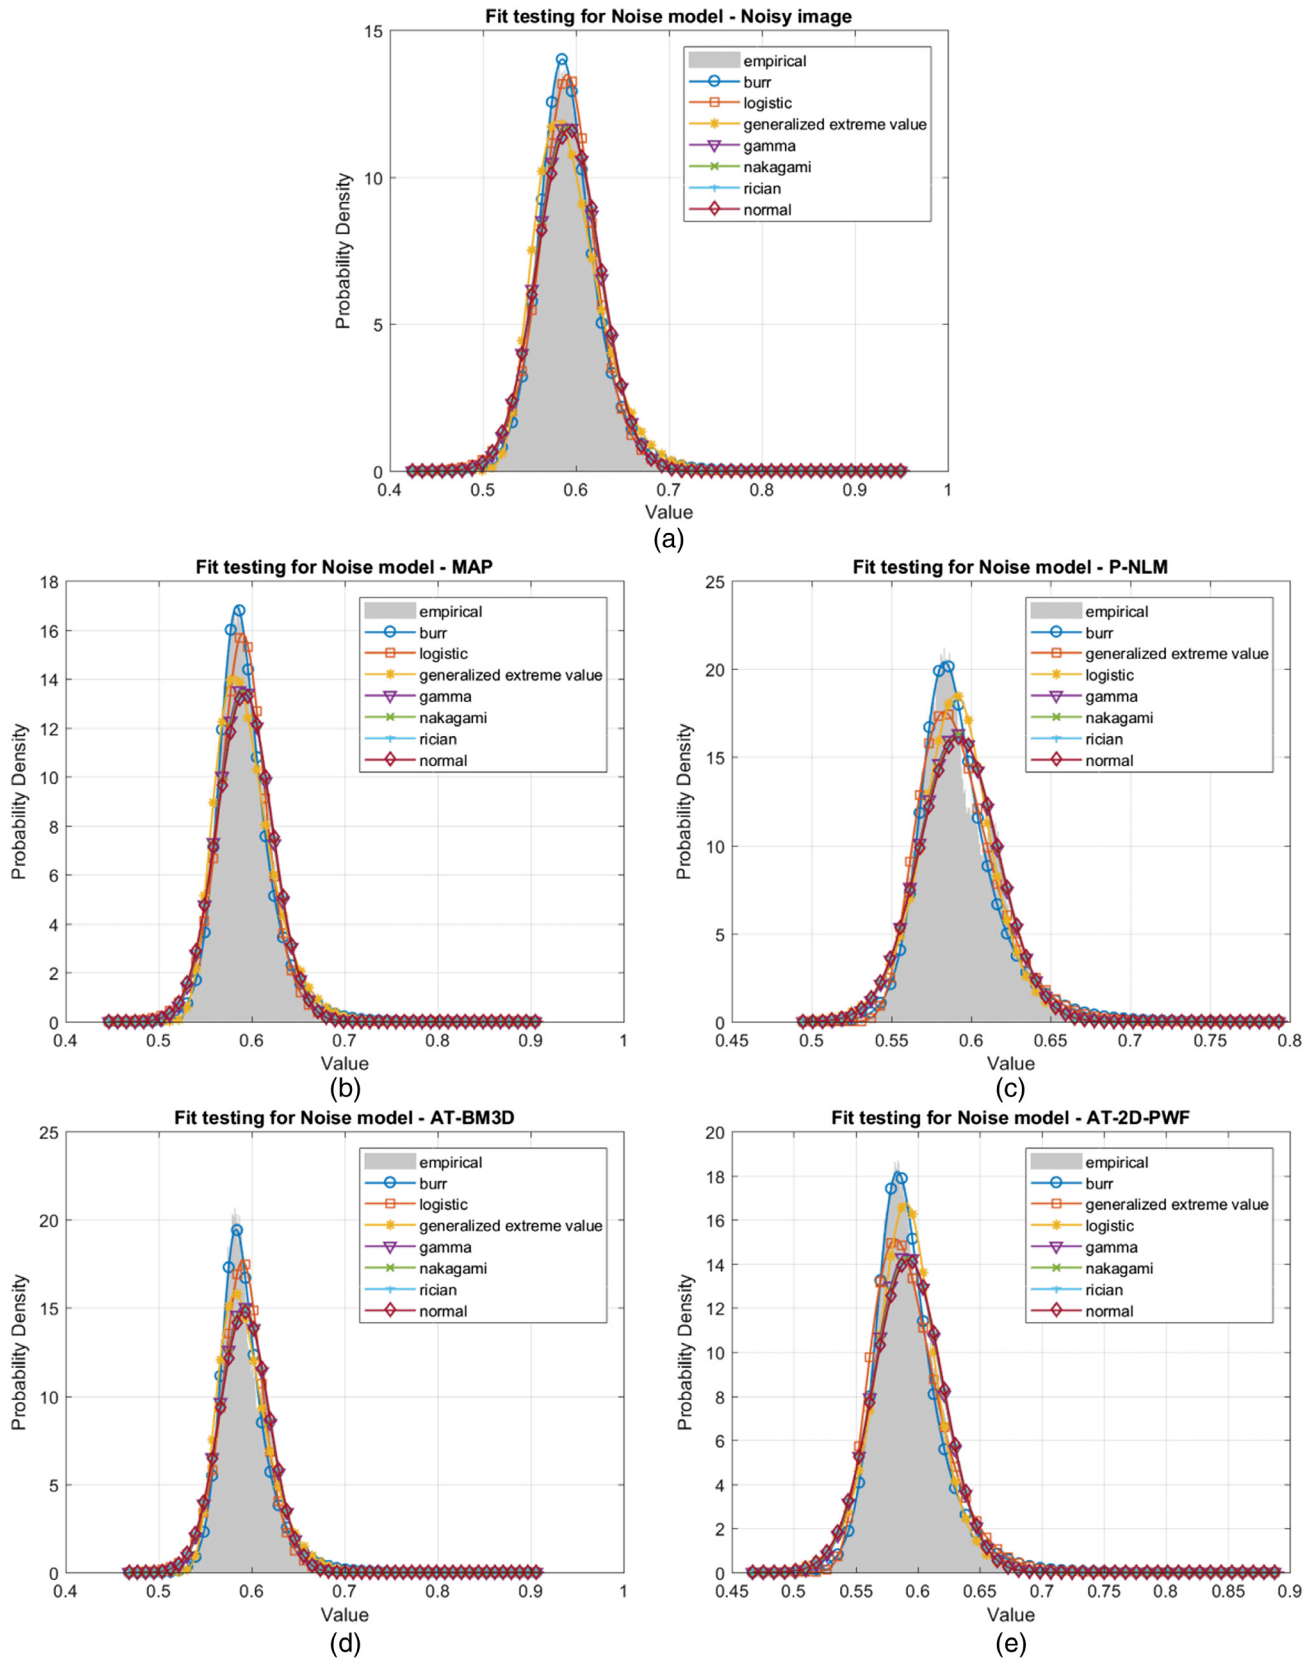 Fit testing for Noise model - Noisy image
15
10
5
0
0.4 0.5 0.6 0.7 0.8 0.9 1
Probability Density
Value
empirical
burr
logistic
generalized extreme value
gamma
nakagami
rician
normal
(a)
Fit testing for Noise model - MAP
18
16
14
12
10
8
6
4
2
0
0.4 0.5 0.6 0.7 0.8 0.9 1
Probability Density
Value
empirical
burr
logistic
generalized extreme value
gamma
nakagami
rician
normal
(b)
Fit testing for Noise model - P-NLM
25
20
15
10
5
0
0.45 0.5 0.55 0.6 0.65 0.7 0.75 0.8
Probability Density
Value
empirical
burr
generalized extreme value
logistic
gamma
nakagami
rician
normal
(c)
Fit testing for Noise model - AT-BM3D
25
20
15
10
5
0
0.4 0.5 0.6 0.7 0.8 0.9 1
Probability Density
Value
empirical
burr
logistic
generalized extreme value
gamma
nakagami
rician
normal
(d)
Fit testing for Noise model - AT-2D-PWF
20
18
16
14
12
10
8
6
4
2
0
0.45 0.5 0.55 0.6 0.65 0.7 0.75 0.8 0.85 0.9
Probability Density
Value
empirical
burr
generalized extreme value
logistic
gamma
nakagami
rician
normal
(e)